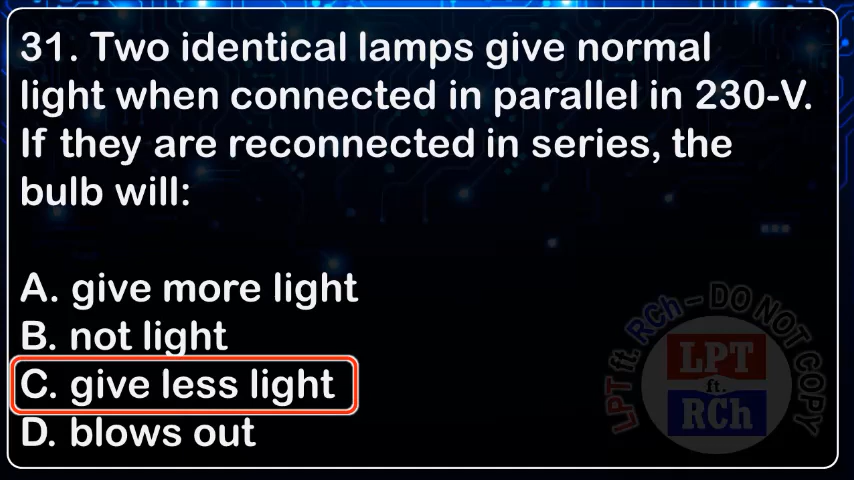 31. Two identical lamps give normal
light when connected in parallel in 230-V.
If they are reconnected in series, the
bulb will:
A. give more light
B. not light
C. give less light
D. blows out
LPT ft. RCh - DO NOT COPY
LPT
ft.
RCh